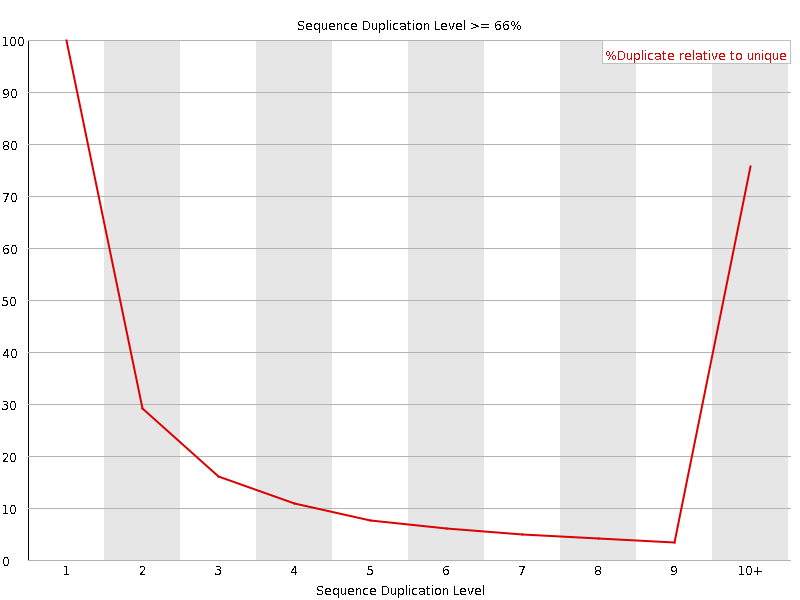 Sequence Duplication Level >= 66%
%Duplicate relative to unique
100
90
80
70
60
50
40
30
20
10
0
1 2 3 4 5 6 7 8 9 10+
Sequence Duplication Level